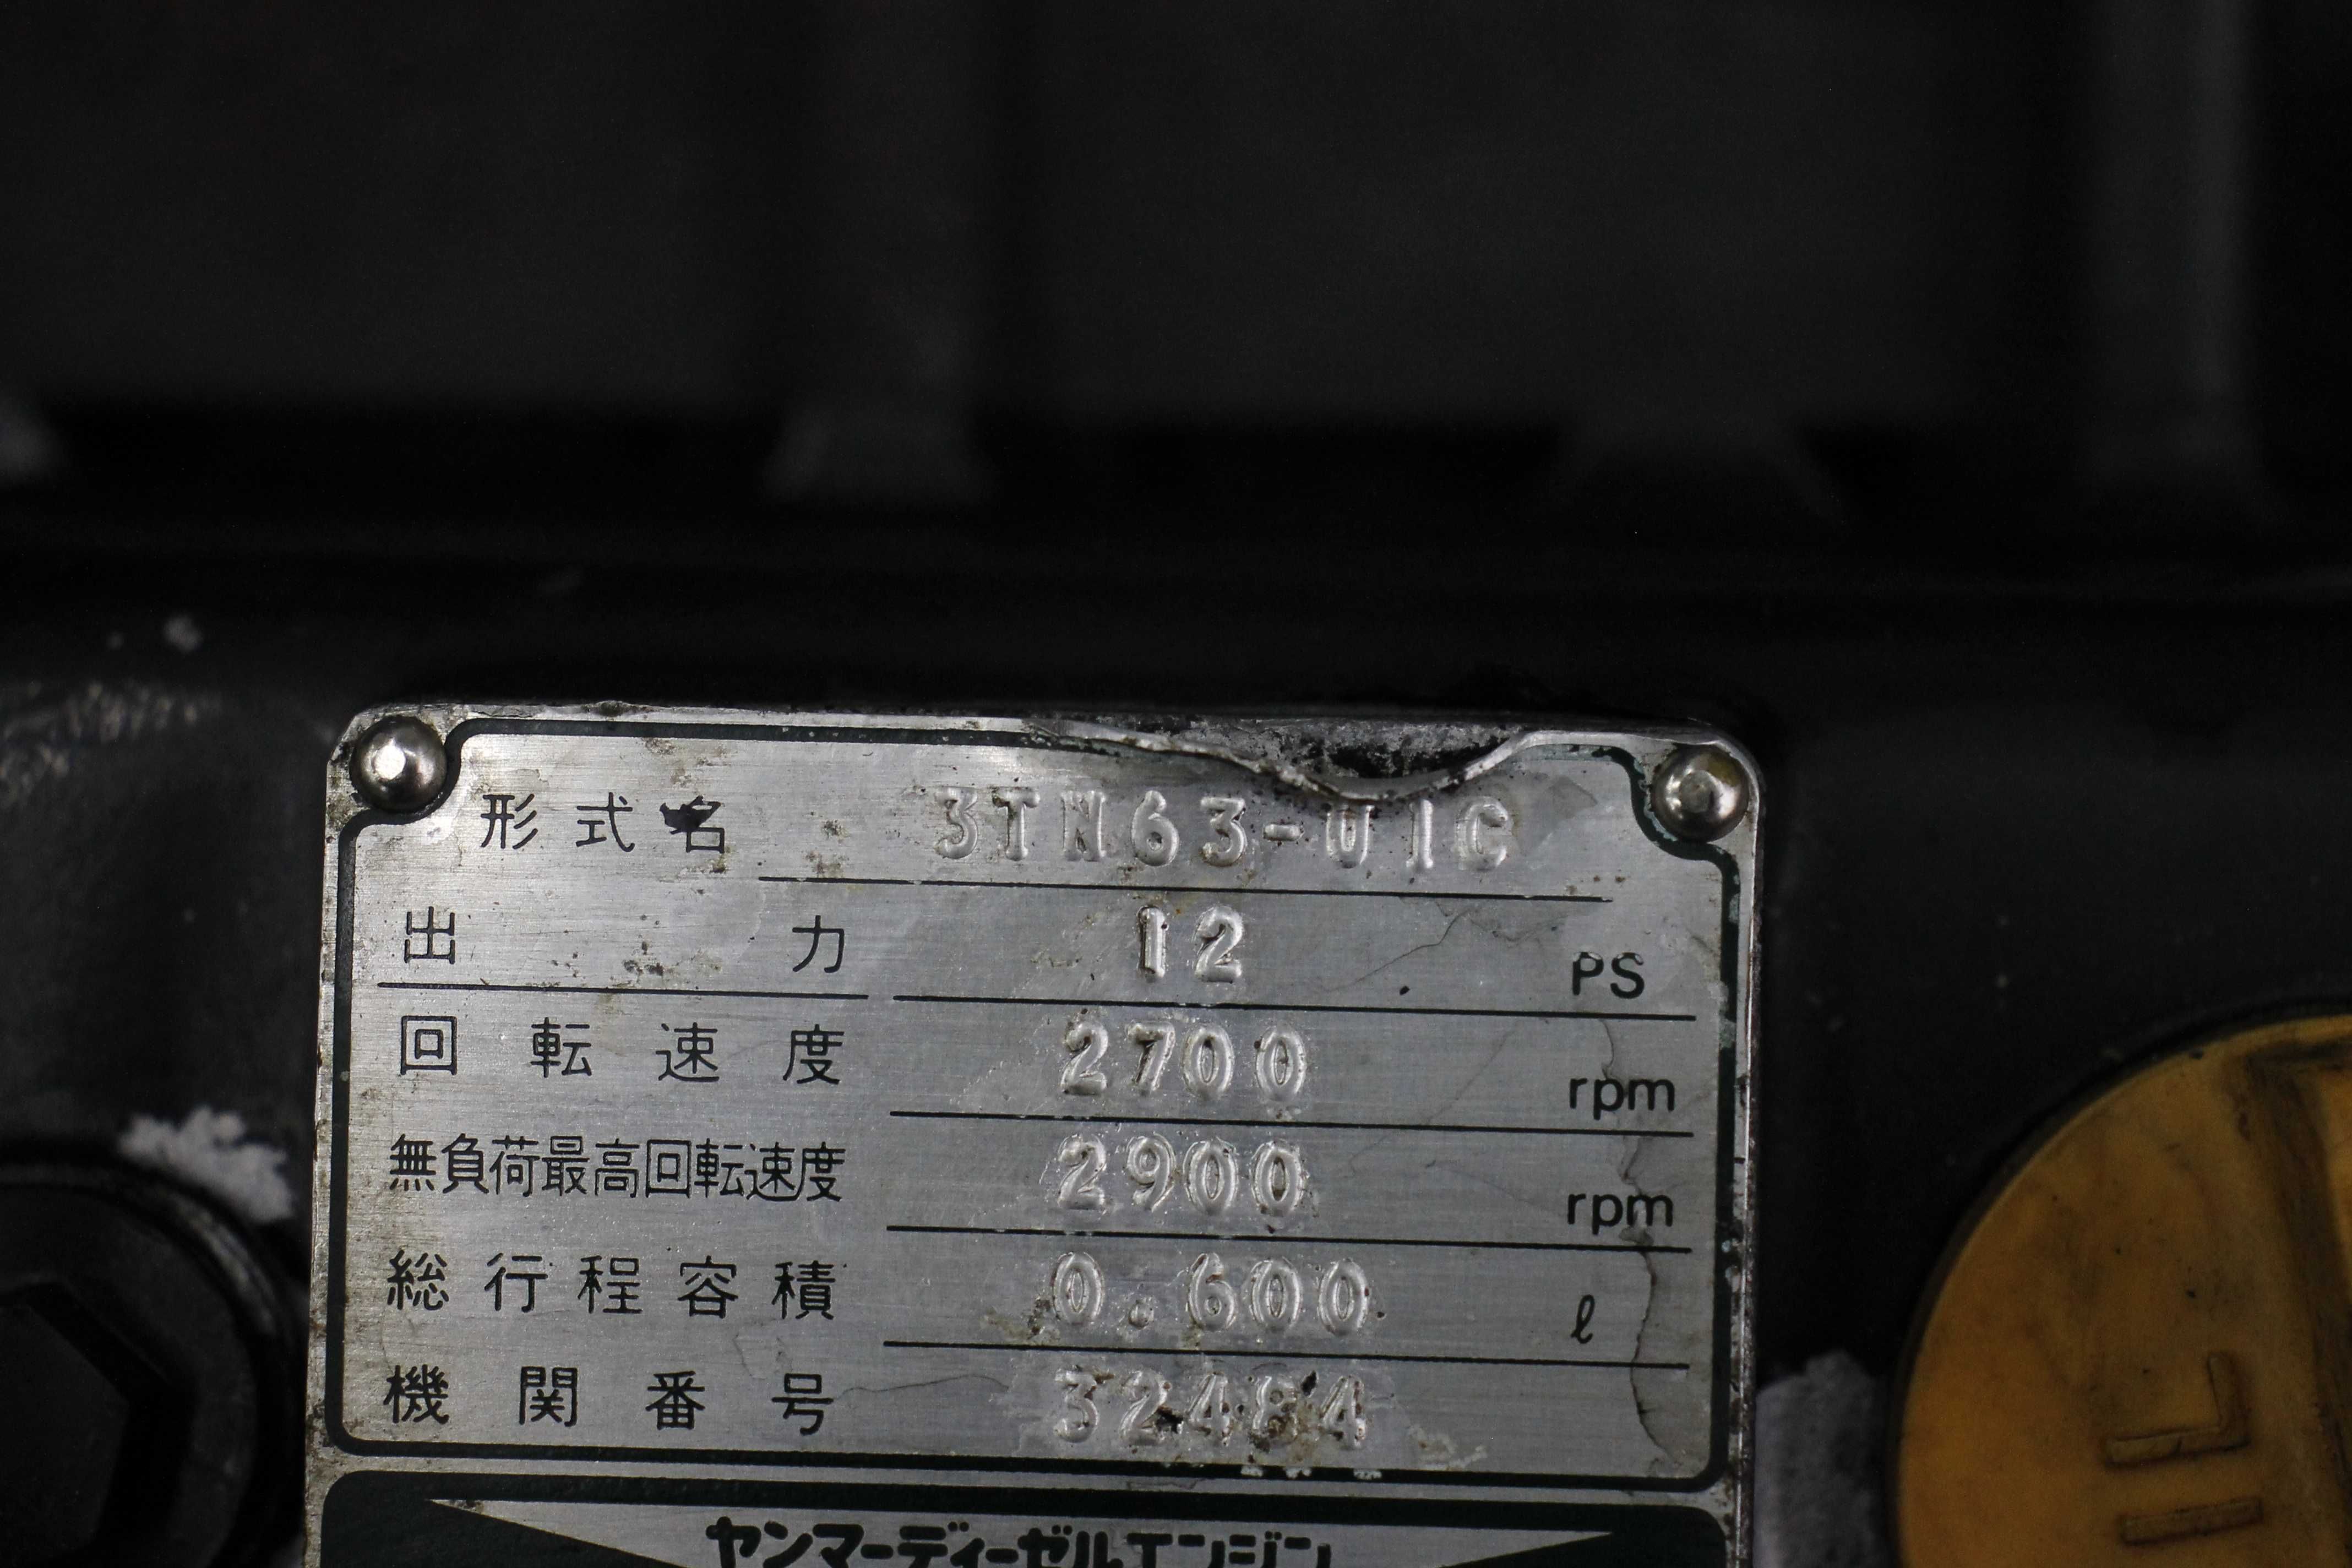 形式名 3TN63-U1C
出力 12 PS
回転速度 2700 rpm
無負荷最高回転速度 2900 rpm
総行程容積 0.600 ℓ
機関番号 32484
ヤンマーディーゼルエンジン
IL